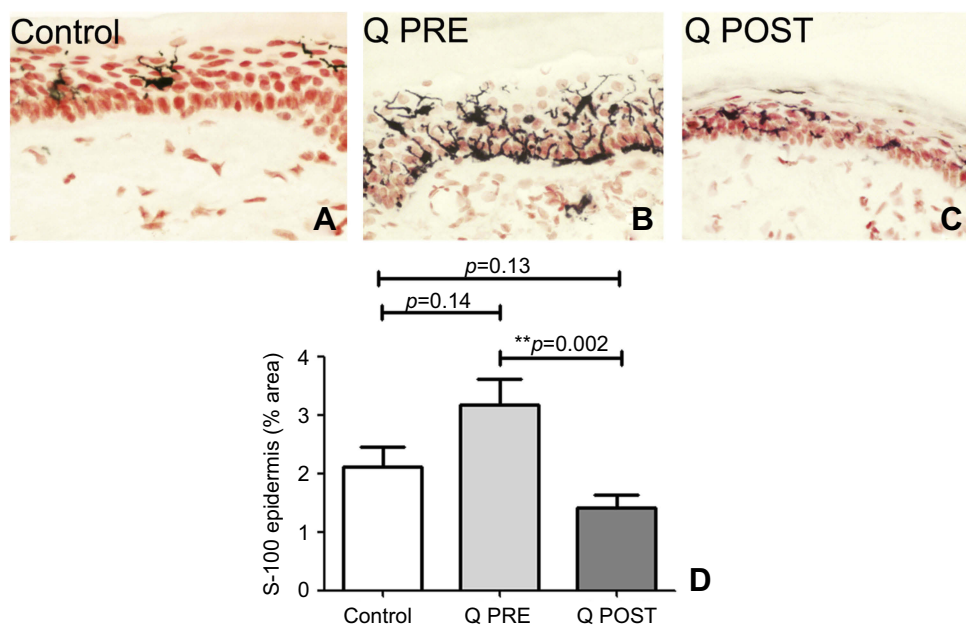 Control Q PRE Q POST
A B C
p=0.13
p=0.14
**p=0.002
S-100 epidermis (% area)
4
3
2
1
0
Control Q PRE Q POST
D